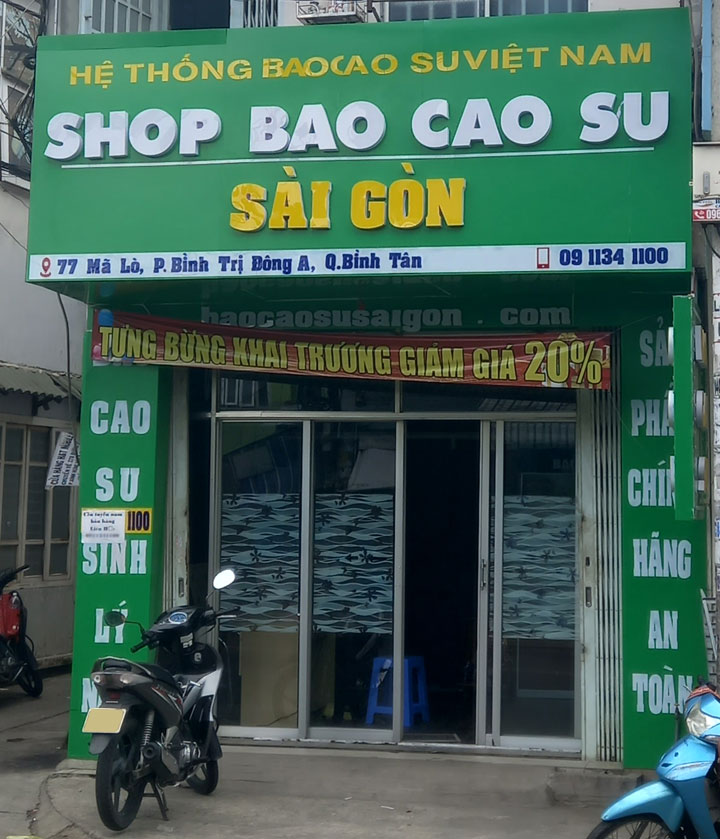 HỆ THỐNG BAOCAO SUVIỆT NAM
SHOP BAO CAO SU
SÀI GÒN
77 Mã Lò, P. Bình Trị Đông A, Q.Bình Tân
09 1134 1100
baocaosusaigon . com
TƯNG BỪNG KHAI TRƯƠNG GIẢM GIÁ 20%
CAO
SU
SINH
LÝ
1100
SẢ
PHẨ
CHÍN
HÃNG
AN
TOÀN